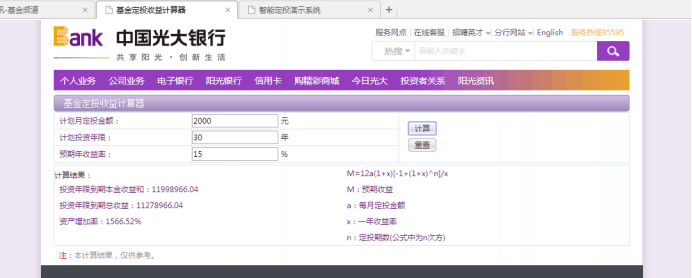 讯-基金频道
基金定投收益计算器
智能定投演示系统
Bank 中国光大银行
共享阳光·创新生活
服务网点 在线客服 招聘英才 分行网站 English 服务热线95595
热搜 请输入关键字
个人业务 公司业务 电子银行 阳光银行 信用卡 购精彩商城 今日光大 投资者关系 阳光资讯
基金定投收益计算器
计划月定投金额： 2000 元
计算
计划投资年限： 30 年
重置
预期年收益率： 15 %
计算结果：
投资年限到期本金收益和：11998966.04
投资年限到期总收益：11278966.04
资产增加率：1566.52%
M=12a(1+x)[-1+(1+x)^n]/x
M：预期收益
a：每月定投金额
x：一年收益率
n：定投期数(公式中为n次方)
注：本计算结果，仅供参考。